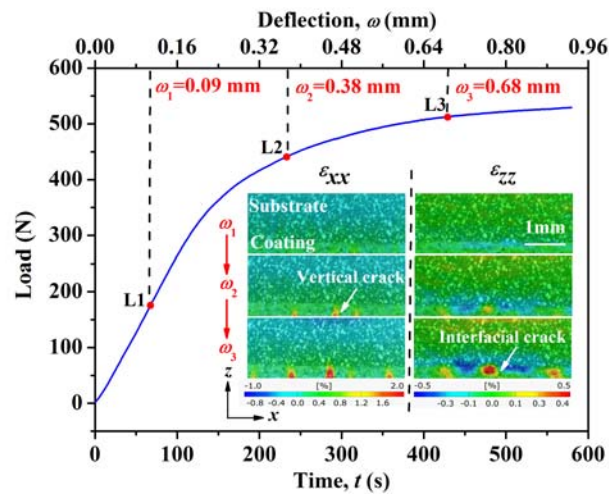 Deflection, ω (mm)
0.00 0.16 0.32 0.48 0.64 0.80 0.96
600
500
400
300
200
100
0
Load (N)
ω1=0.09 mm
ω2=0.38 mm
ω3=0.68 mm
L1
L2
L3
εxx
εzz
ω1
ω2
ω3
Substrate
Coating
1mm
Vertical crack
Interfacial crack
z
x
-1.0 [%] 2.0
-0.8 -0.4 0.0 0.4 0.8 1.2 1.6
-0.5 [%] 0.5
-0.3 -0.1 0.0 0.1 0.3 0.4
0 100 200 300 400 500 600
Time, t (s)